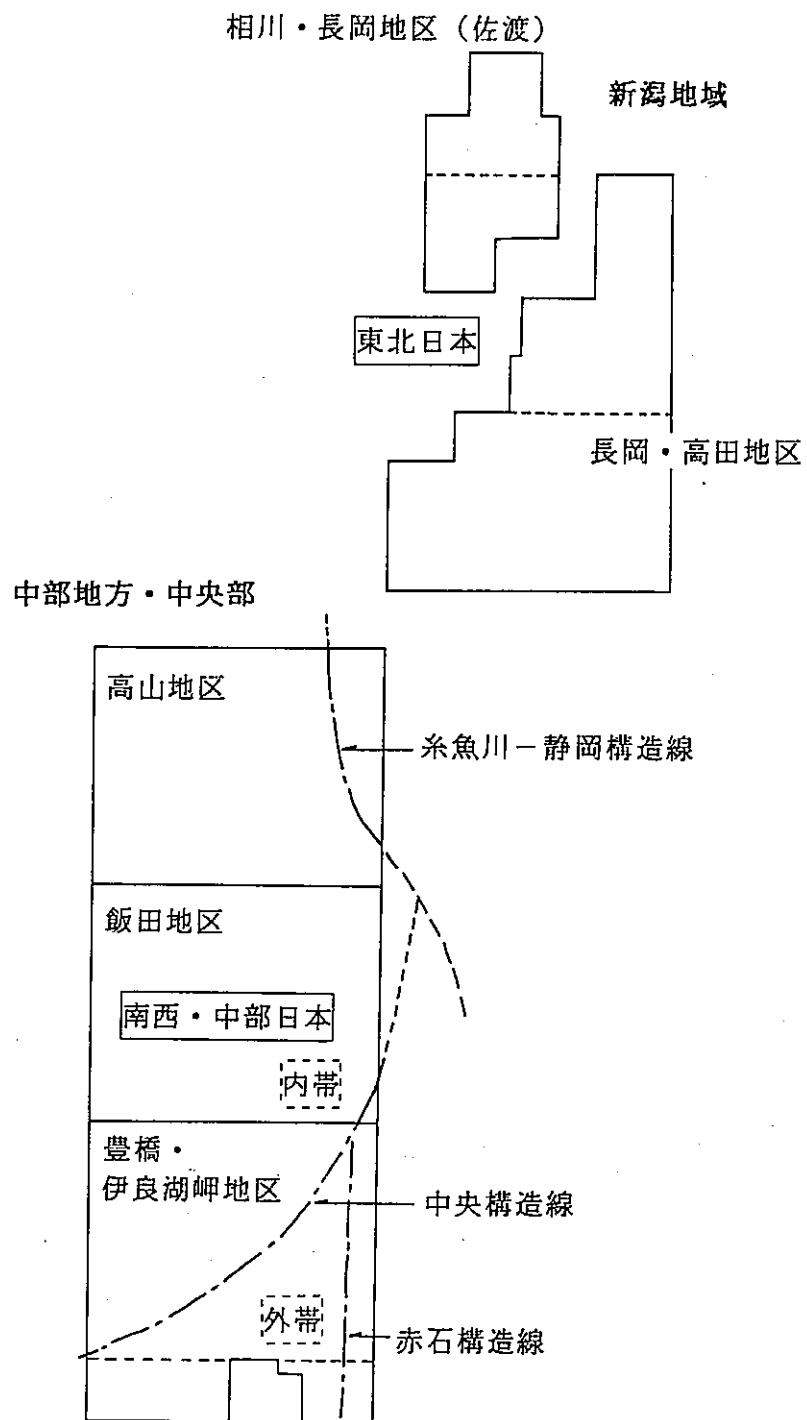 相川・長岡地区（佐渡）
新潟地域
東北日本
長岡・高田地区
中部地方・中央部
高山地区
糸魚川－静岡構造線
飯田地区
南西・中部日本
内帯
豊橋・
伊良湖岬地区
中央構造線
外帯
赤石構造線